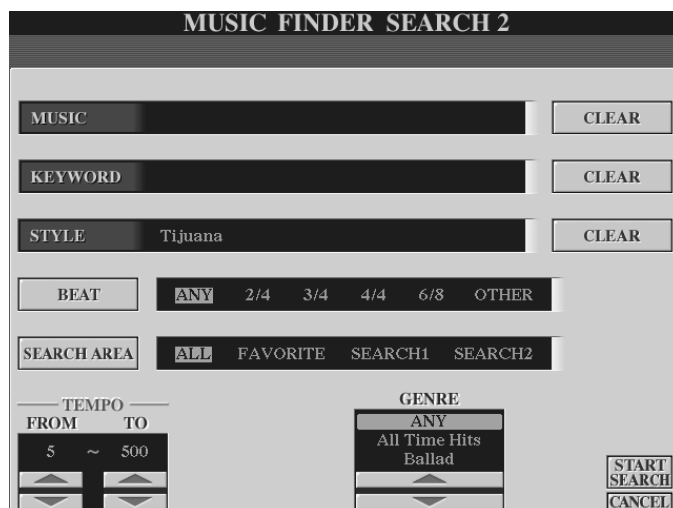 MUSIC FINDER SEARCH 2
MUSIC CLEAR
KEYWORD CLEAR
STYLE Tijuana CLEAR
BEAT ANY 2/4 3/4 4/4 6/8 OTHER
SEARCH AREA ALL FAVORITE SEARCH1 SEARCH2
TEMPO
FROM TO
5 ~ 500
GENRE
ANY
All Time Hits
Ballad
START
SEARCH
CANCEL